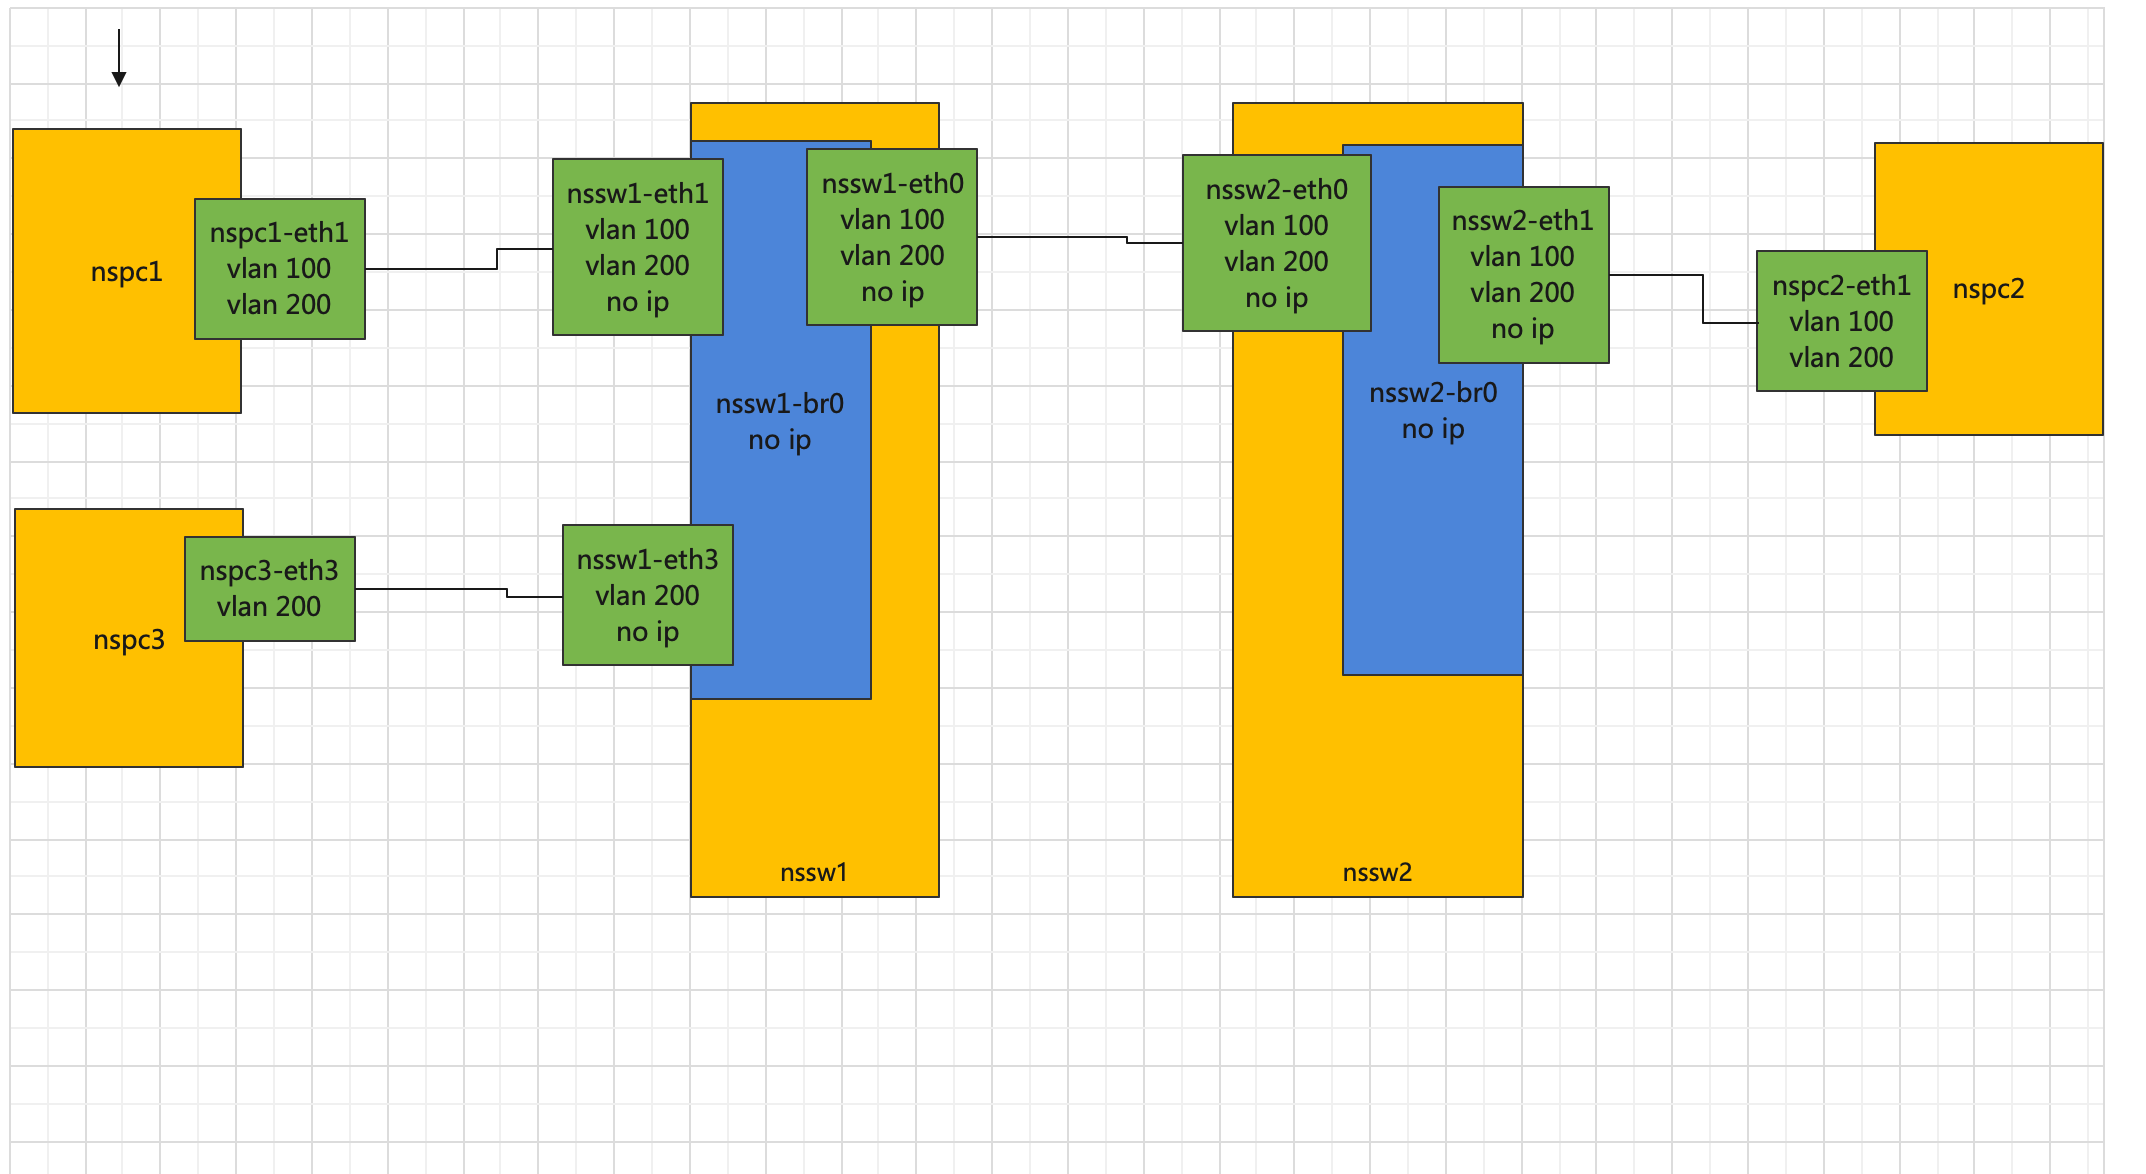 nspc1
nspc1-eth1
vlan 100
vlan 200
nssw1-eth1
vlan 100
vlan 200
no ip
nssw1-eth0
vlan 100
vlan 200
no ip
nssw1-br0
no ip
nssw2-eth0
vlan 100
vlan 200
no ip
nssw2-eth1
vlan 100
vlan 200
no ip
nssw2-br0
no ip
nspc2-eth1
vlan 100
vlan 200
nspc2
nspc3
nspc3-eth3
vlan 200
nssw1-eth3
vlan 200
no ip
nssw1
nssw2